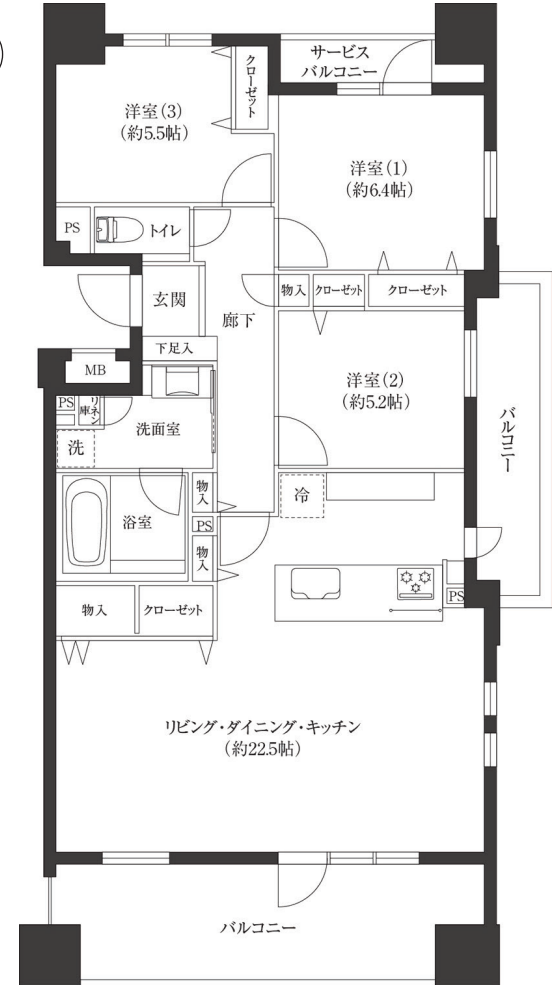 サービス
バルコニー
クローゼット
洋室(3)
(約5.5帖)
洋室(1)
(約6.4帖)
PS
トイレ
玄関
廊下
物入
クローゼット
クローゼット
下足入
MB
洋室(2)
(約5.2帖)
バルコニー
PS
リネン
庫
洗面室
洗
物入
冷
浴室
PS
物入
PS
物入
クローゼット
リビング・ダイニング・キッチン
(約22.5帖)
バルコニー